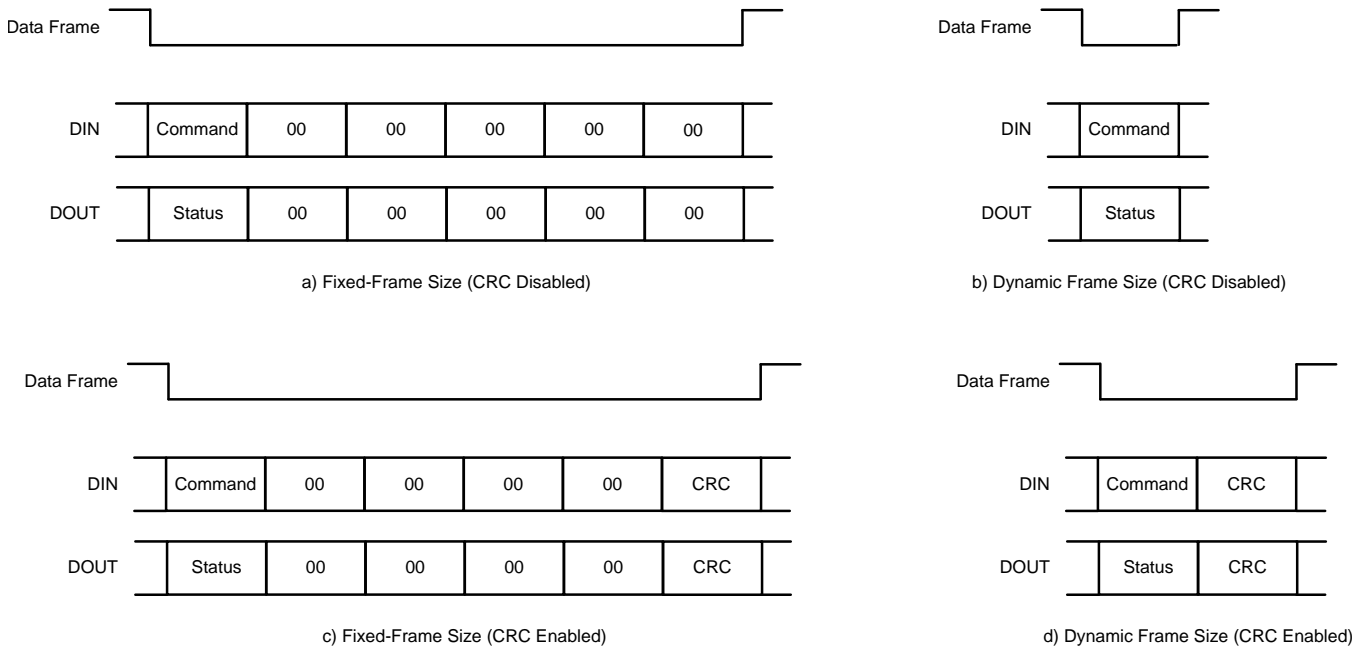 Data Frame
DIN Command 00 00 00 00 00
DOUT Status 00 00 00 00 00
a) Fixed-Frame Size (CRC Disabled)
Data Frame
DIN Command
DOUT Status
b) Dynamic Frame Size (CRC Disabled)
Data Frame
DIN Command 00 00 00 00 CRC
DOUT Status 00 00 00 00 CRC
c) Fixed-Frame Size (CRC Enabled)
Data Frame
DIN Command CRC
DOUT Status CRC
d) Dynamic Frame Size (CRC Enabled)